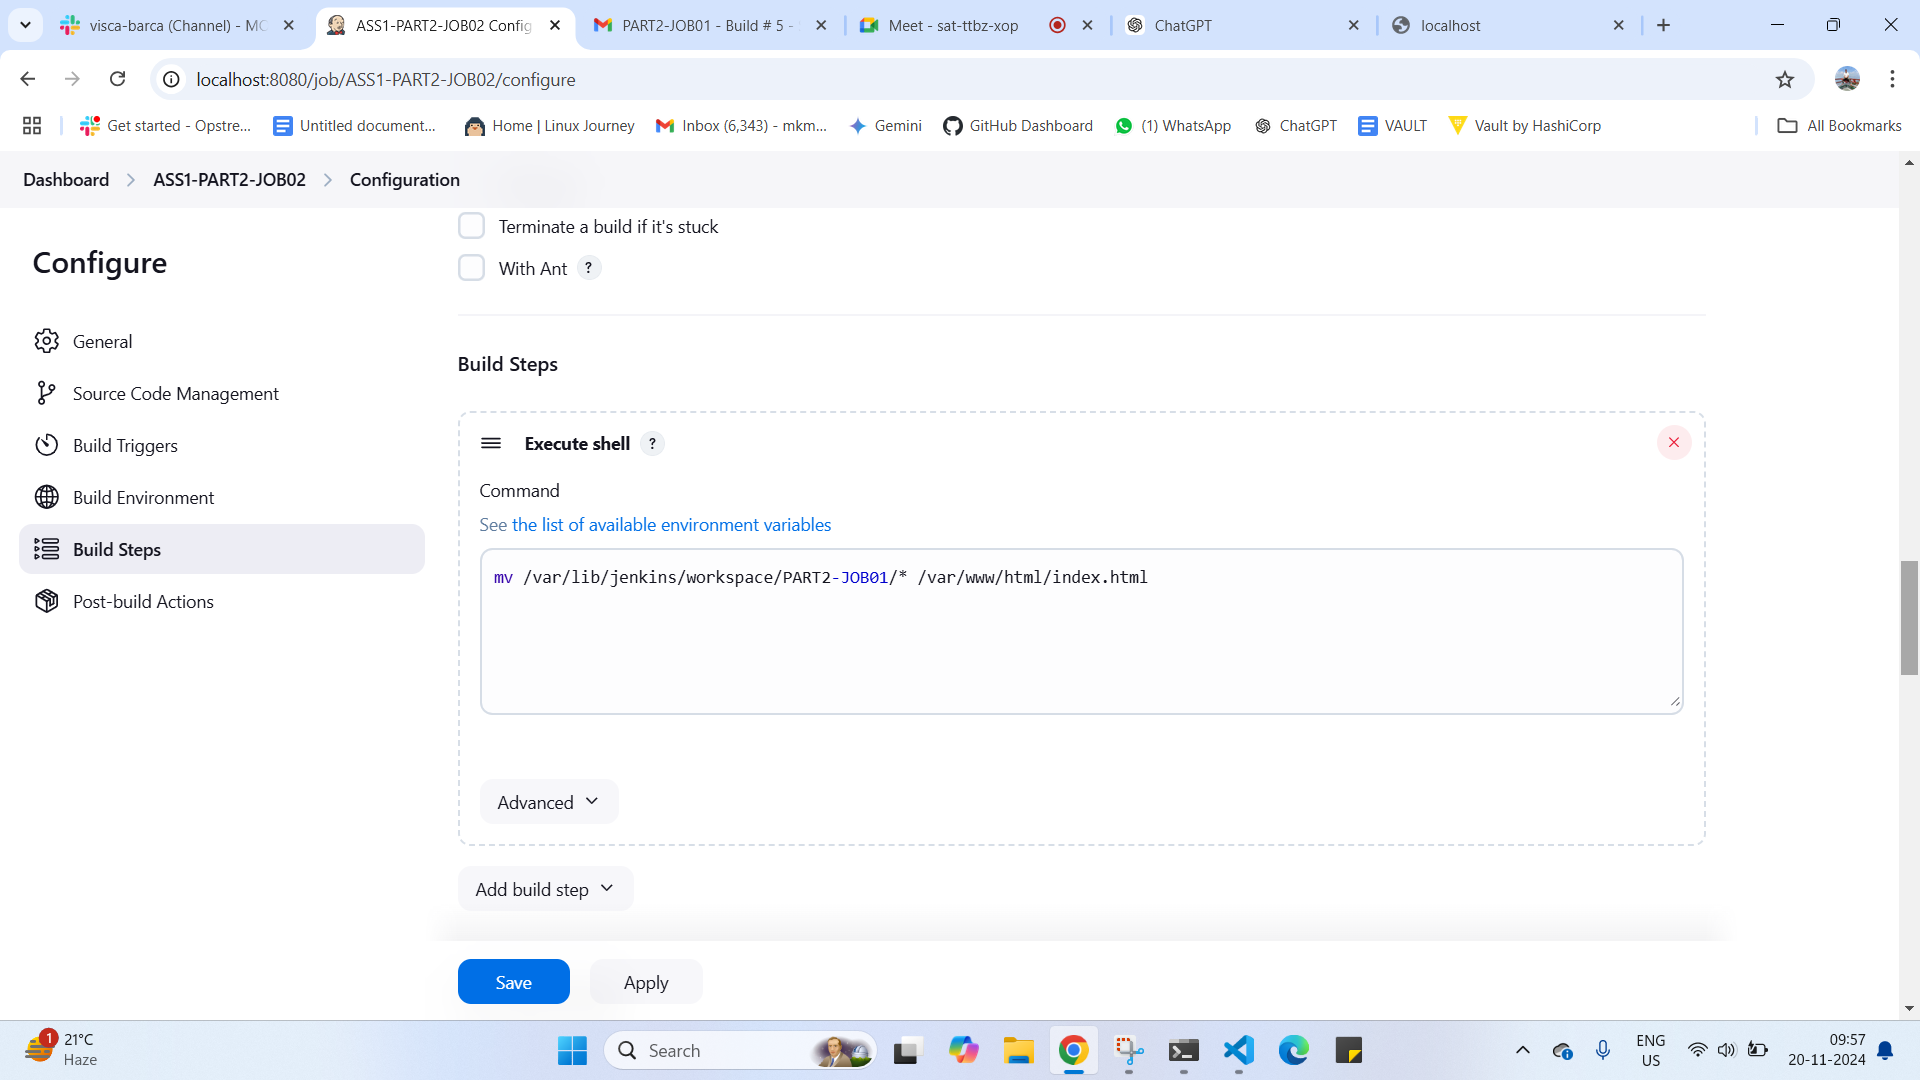 visca-barca (Channel) - MC
ASS1-PART2-JOB02 Config
PART2-JOB01 - Build # 5 -
Meet - sat-ttbz-xop
ChatGPT
localhost
localhost:8080/job/ASS1-PART2-JOB02/configure
Get started - Opstre...
Untitled document...
Home | Linux Journey
Inbox (6,343) - mkm...
Gemini
GitHub Dashboard
(1) WhatsApp
ChatGPT
VAULT
Vault by HashiCorp
All Bookmarks
Dashboard
ASS1-PART2-JOB02
Configuration
Configure
General
Source Code Management
Build Triggers
Build Environment
Build Steps
Post-build Actions
Terminate a build if it's stuck
With Ant ?
Build Steps
Execute shell ?
Command
See the list of available environment variables
mv /var/lib/jenkins/workspace/PART2-JOB01/* /var/www/html/index.html
Advanced
Add build step
Save
Apply
1
21°C
Haze
Search
ENG
US
09:57
20-11-2024